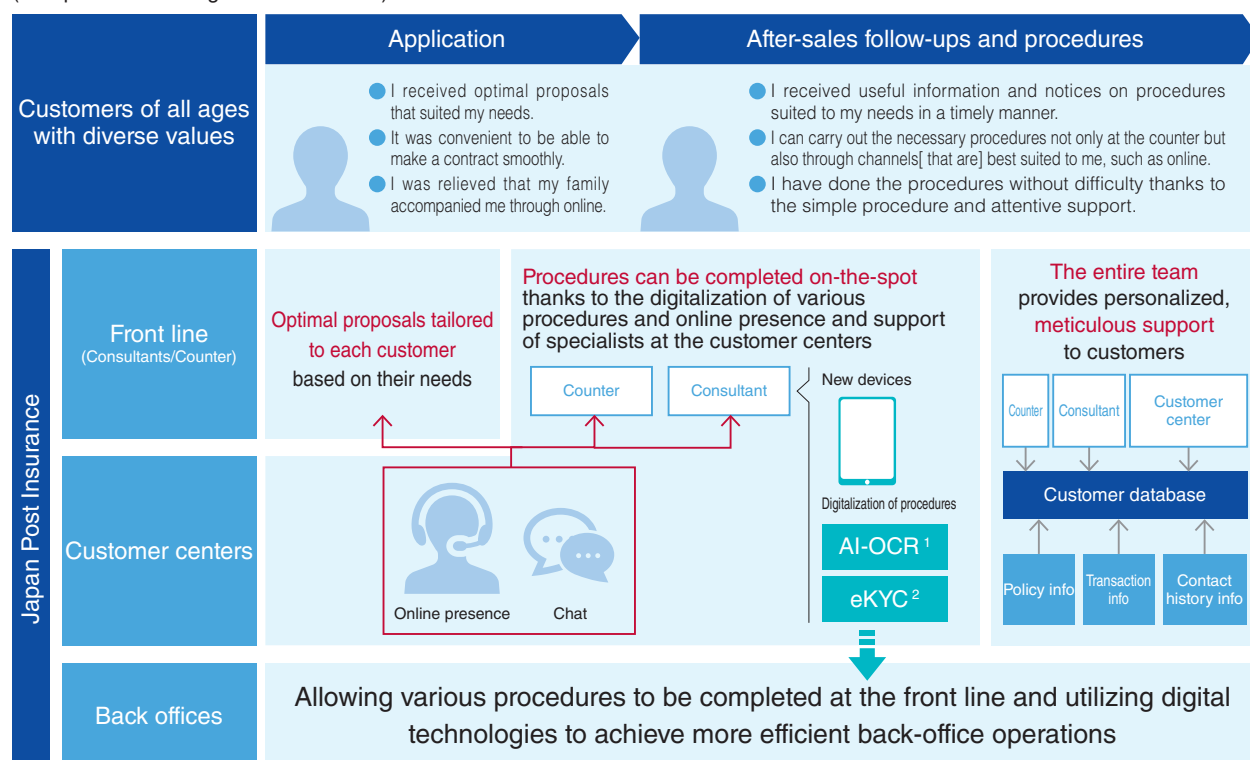 Application
After-sales follow-ups and procedures
Customers of all ages
with diverse values
I received optimal proposals
that suited my needs.
It was convenient to be able to
make a contract smoothly.
I was relieved that my family
accompanied me through online.
I received useful information and notices on procedures
suited to my needs in a timely manner.
I can carry out the necessary procedures not only at the counter but
also through channels[ that are] best suited to me, such as online.
I have done the procedures without difficulty thanks to
the simple procedure and attentive support.
Japan Post Insurance
Front line
(Consultants/Counter)
Optimal proposals tailored
to each customer
based on their needs
Procedures can be completed on-the-spot
thanks to the digitalization of various
procedures and online presence and support
of specialists at the customer centers
Counter
Consultant
New devices
Digitalization of procedures
AI-OCR 1
eKYC 2
The entire team
provides personalized,
meticulous support
to customers
Counter
Consultant
Customer
center
Customer database
Policy info
Transaction
info
Contact
history info
Customer centers
Online presence
Chat
Back offices
Allowing various procedures to be completed at the front line and utilizing digital
technologies to achieve more efficient back-office operations